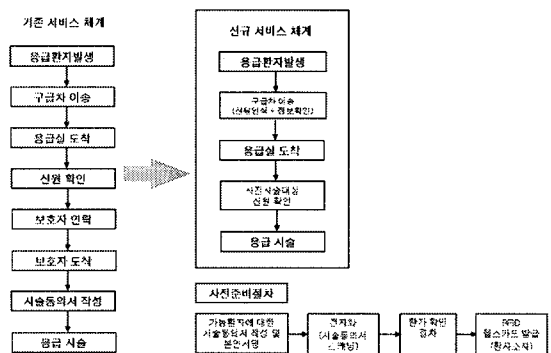 기존 서비스 체계
응급환자발생
구급차 이송
응급실 도착
신원 확인
보호자 연락
보호자 도착
시술동의서 작성
응급 시술
신규 서비스 체계
응급환자발생
구급차 이송
(신원인식 + 정보확인)
응급실 도착
사전시술대상
신원 확인
응급 시술
사전준비절차
가능환자에 대한
시술동의서 작성 및
본인서명
전자화
(시술동의서
스캐닝)
환자 확인
결과
RFID
헬스카드 발급
(환자소지)